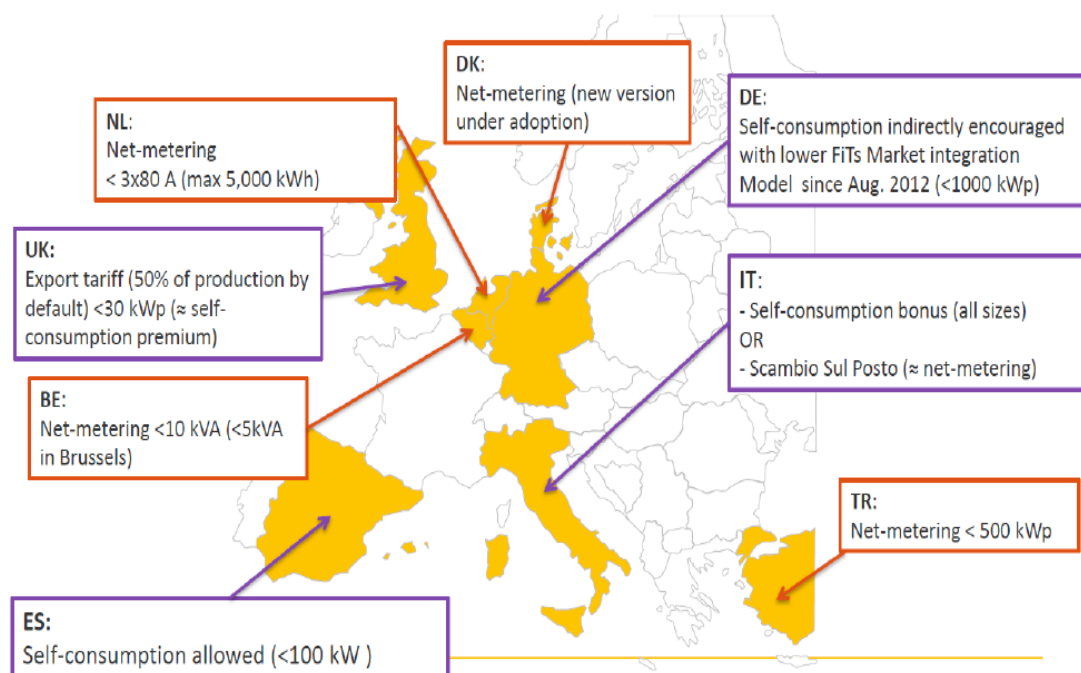 DK:
Net-metering (new version
under adoption)
DE:
Self-consumption indirectly encouraged
with lower FiTs Market integration
Model since Aug. 2012 (<1000 kWp)
NL:
Net-metering
< 3x80 A (max 5,000 kWh)
UK:
Export tariff (50% of production by
default) <30 kWp (≈ self-
consumption premium)
IT:
- Self-consumption bonus (all sizes)
OR
- Scambio Sul Posto (≈ net-metering)
BE:
Net-metering <10 kVA (<5kVA
in Brussels)
TR:
Net-metering < 500 kWp
ES:
Self-consumption allowed (<100 kW )